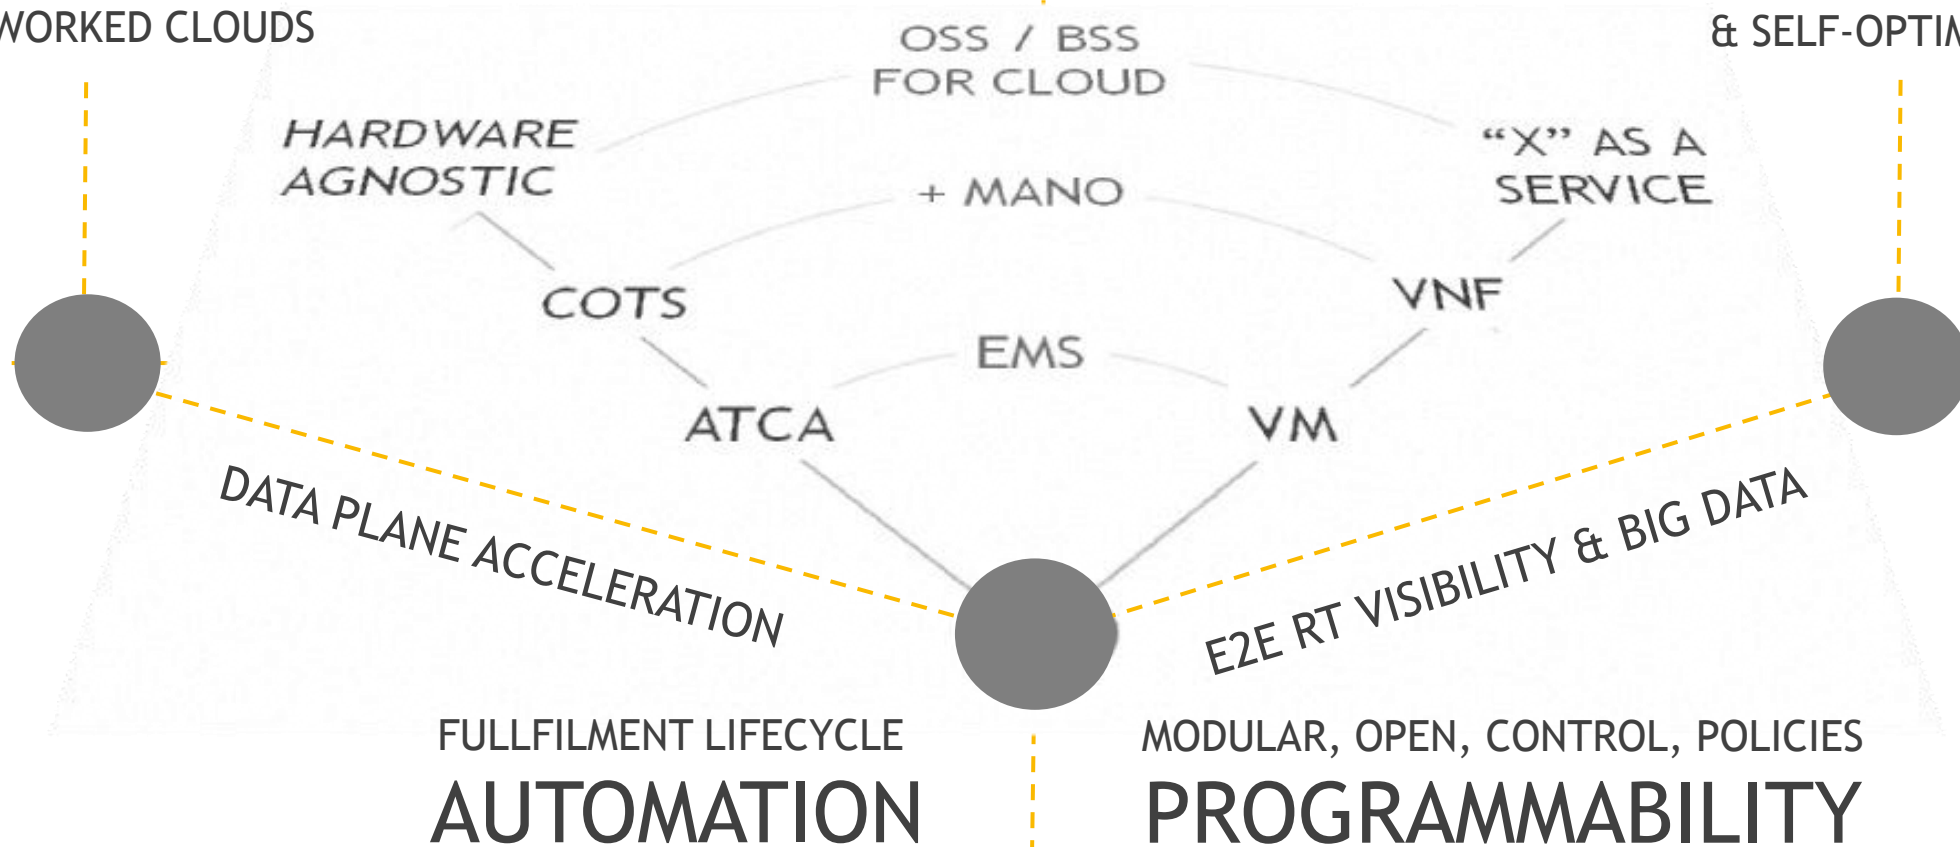 WORKED CLOUDS
& SELF-OPTIM
OSS / BSS
FOR CLOUD
HARDWARE
AGNOSTIC
“X” AS A
SERVICE
+ MANO
COTS
VNF
EMS
ATCA
VM
DATA PLANE ACCELERATION
E2E RT VISIBILITY & BIG DATA
FULLFILMENT LIFECYCLE
AUTOMATION
MODULAR, OPEN, CONTROL, POLICIES
PROGRAMMABILITY